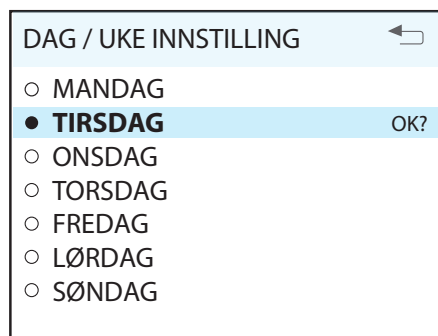 DAG / UKE INNSTILLING
MANDAG
TIRSDAG OK?
ONSDAG
TORSDAG
FREDAG
LØRDAG
SØNDAG